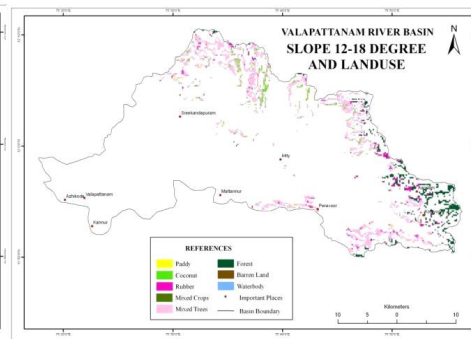 VALAPATTANAM RIVER BASIN
SLOPE 12-18 DEGREE
AND LANDUSE
N
Sreekandapuram
Iritty
Azhikode
Valapattanam
Mattannur
Peravoor
Kannur
REFERENCES
Paddy
Coconut
Rubber
Mixed Crops
Mixed Trees
Forest
Barren Land
Waterbody
Important Places
Basin Boundary
Kilometers
10 5 0 10